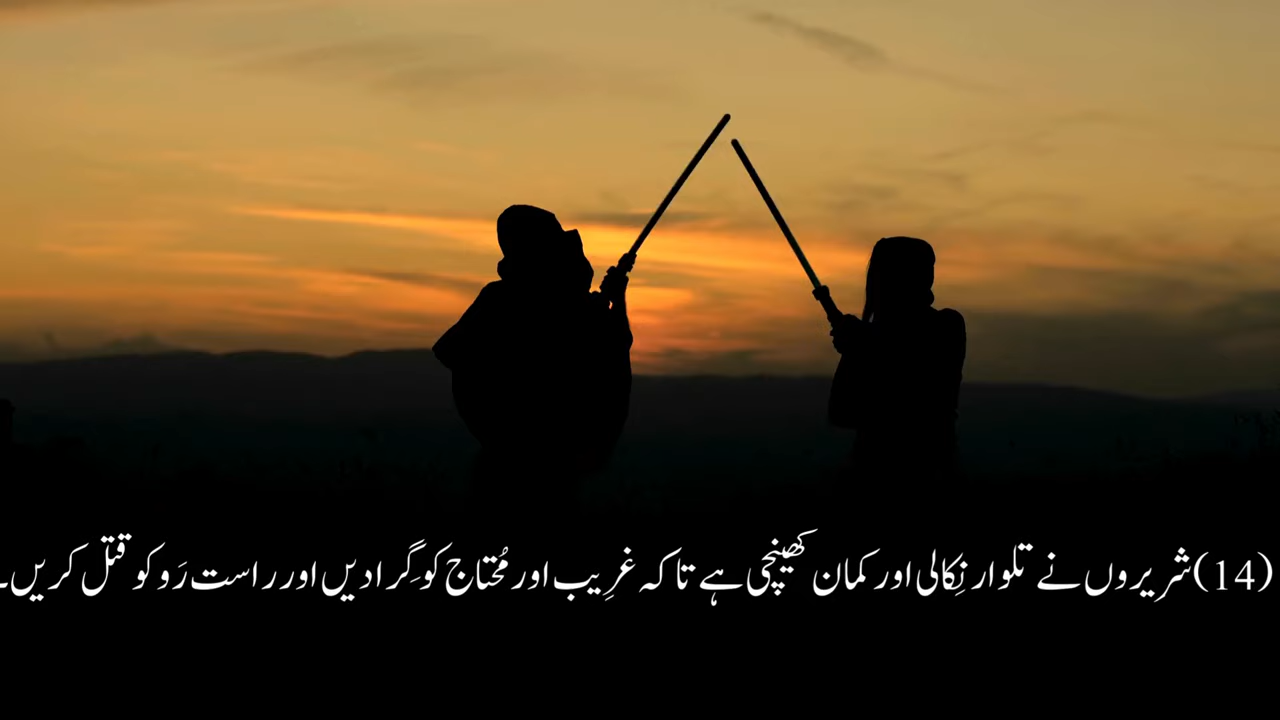 (14)شریروں نے تلوار نِکالی اور کمان کھینچی ہے تاکہ غرِیب اور مُحتاج کو گِرا دیں اور راست رَو کو قتل کریں۔